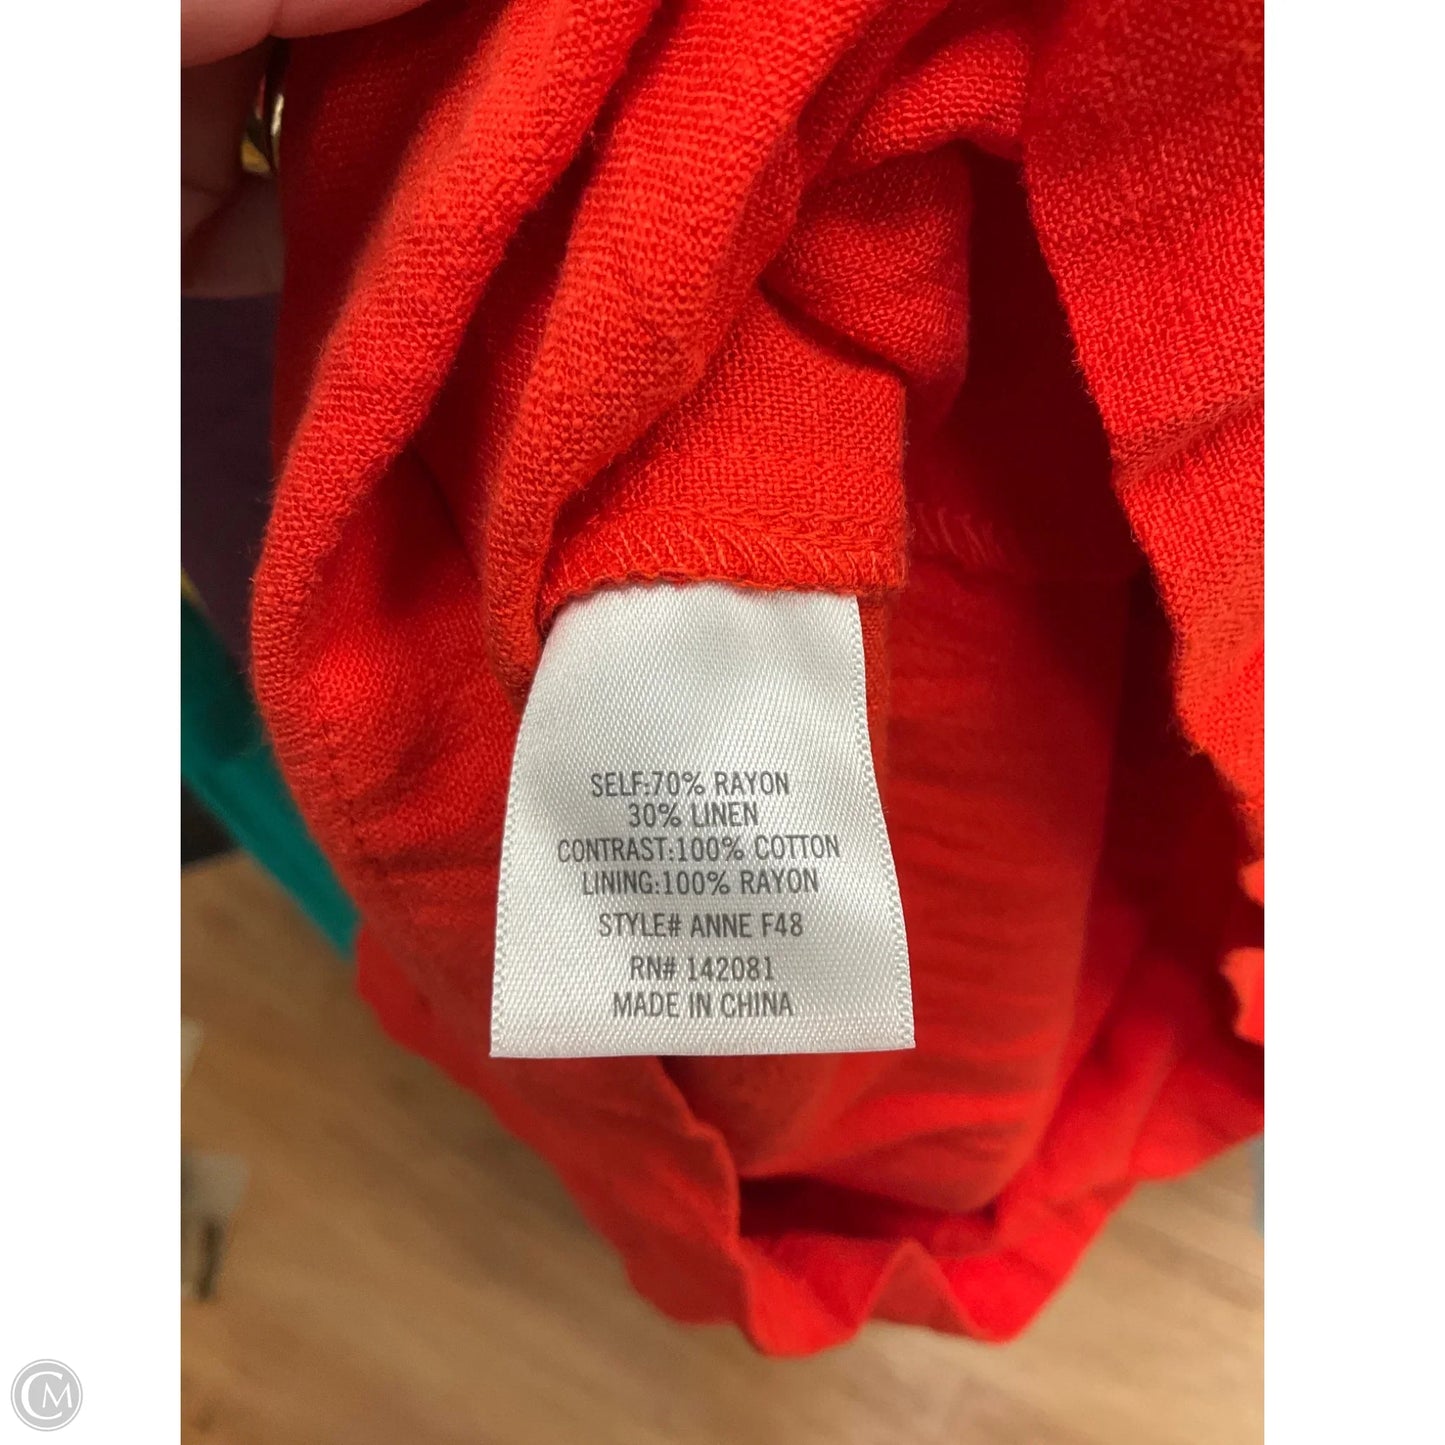 SELF:70% RAYON
30% LINEN
CONTRAST:100% COTTON
LINING:100% RAYON
STYLE# ANNE F48
RN# 142081
MADE IN CHINA
CM